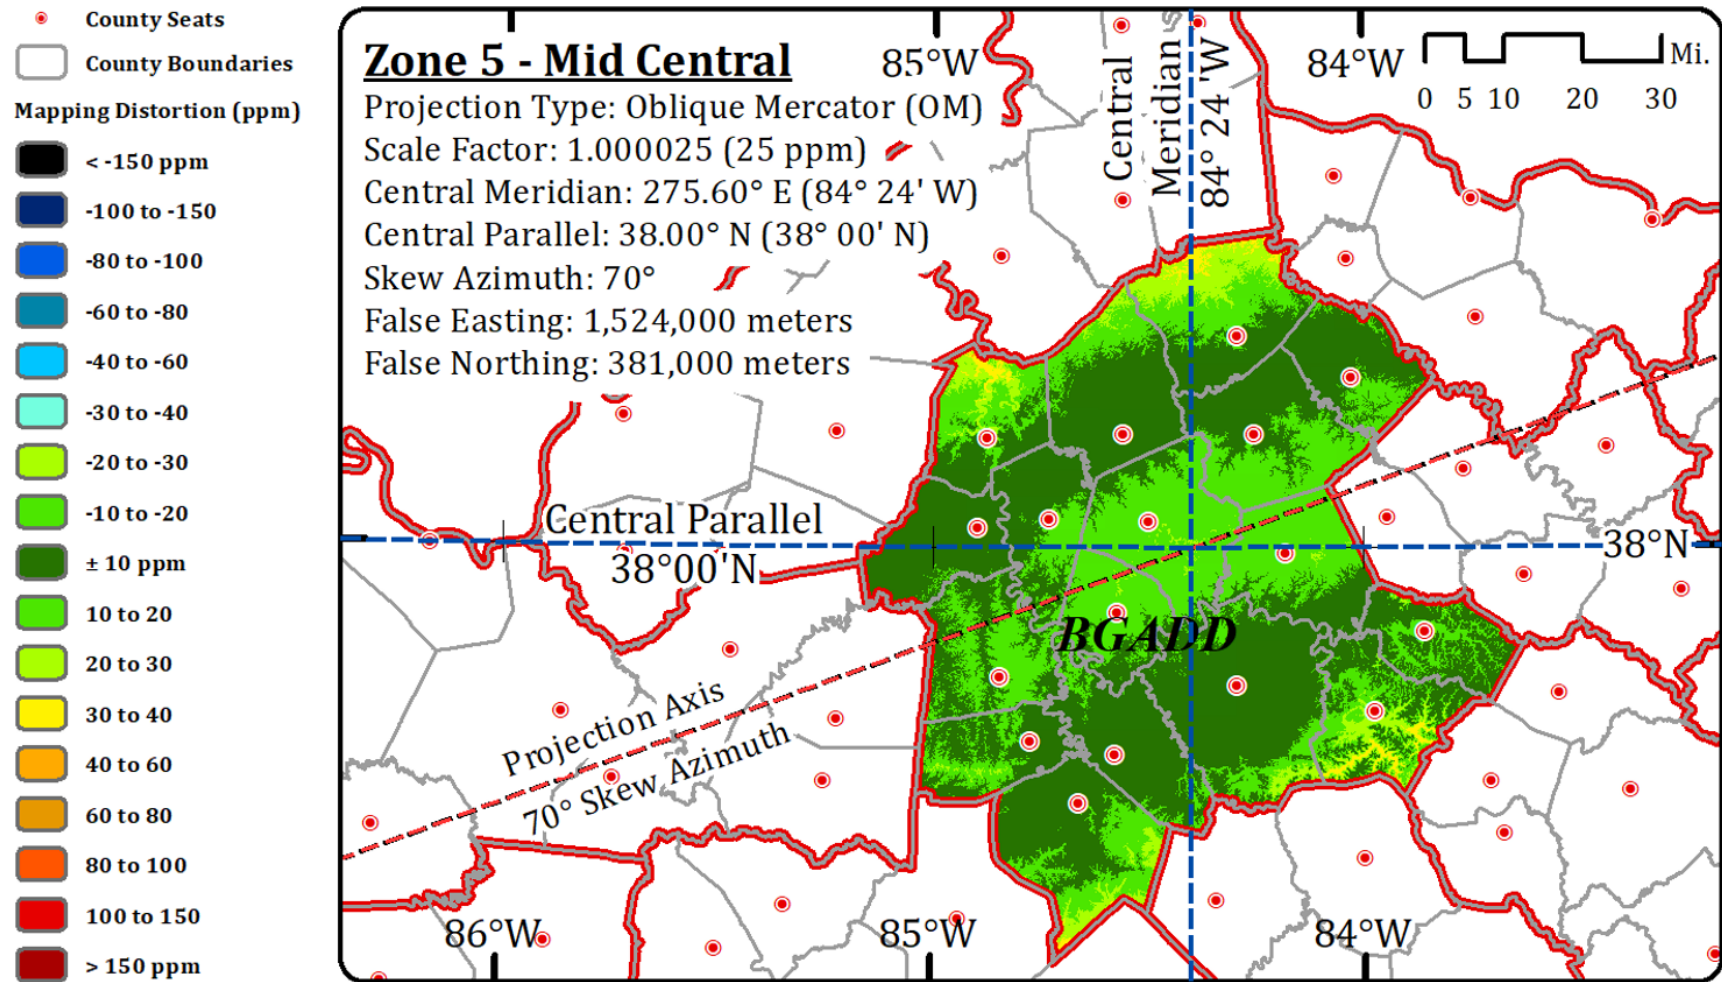 County Seats
County Boundaries
Mapping Distortion (ppm)
< -150 ppm
-100 to -150
-80 to -100
-60 to -80
-40 to -60
-30 to -40
-20 to -30
-10 to -20
± 10 ppm
10 to 20
20 to 30
30 to 40
40 to 60
60 to 80
80 to 100
100 to 150
> 150 ppm
Zone 5 - Mid Central
Projection Type: Oblique Mercator (OM)
Scale Factor: 1.000025 (25 ppm)
Central Meridian: 275.60° E (84° 24' W)
Central Parallel: 38.00° N (38° 00' N)
Skew Azimuth: 70°
False Easting: 1,524,000 meters
False Northing: 381,000 meters
85°W
Central
Meridian
84° 24 'W
84°W
Mi.
0 5 10 20 30
Central Parallel
38°00'N
38°N
BGADD
Projection Axis
70° Skew Azimuth
86°W
85°W
84°W